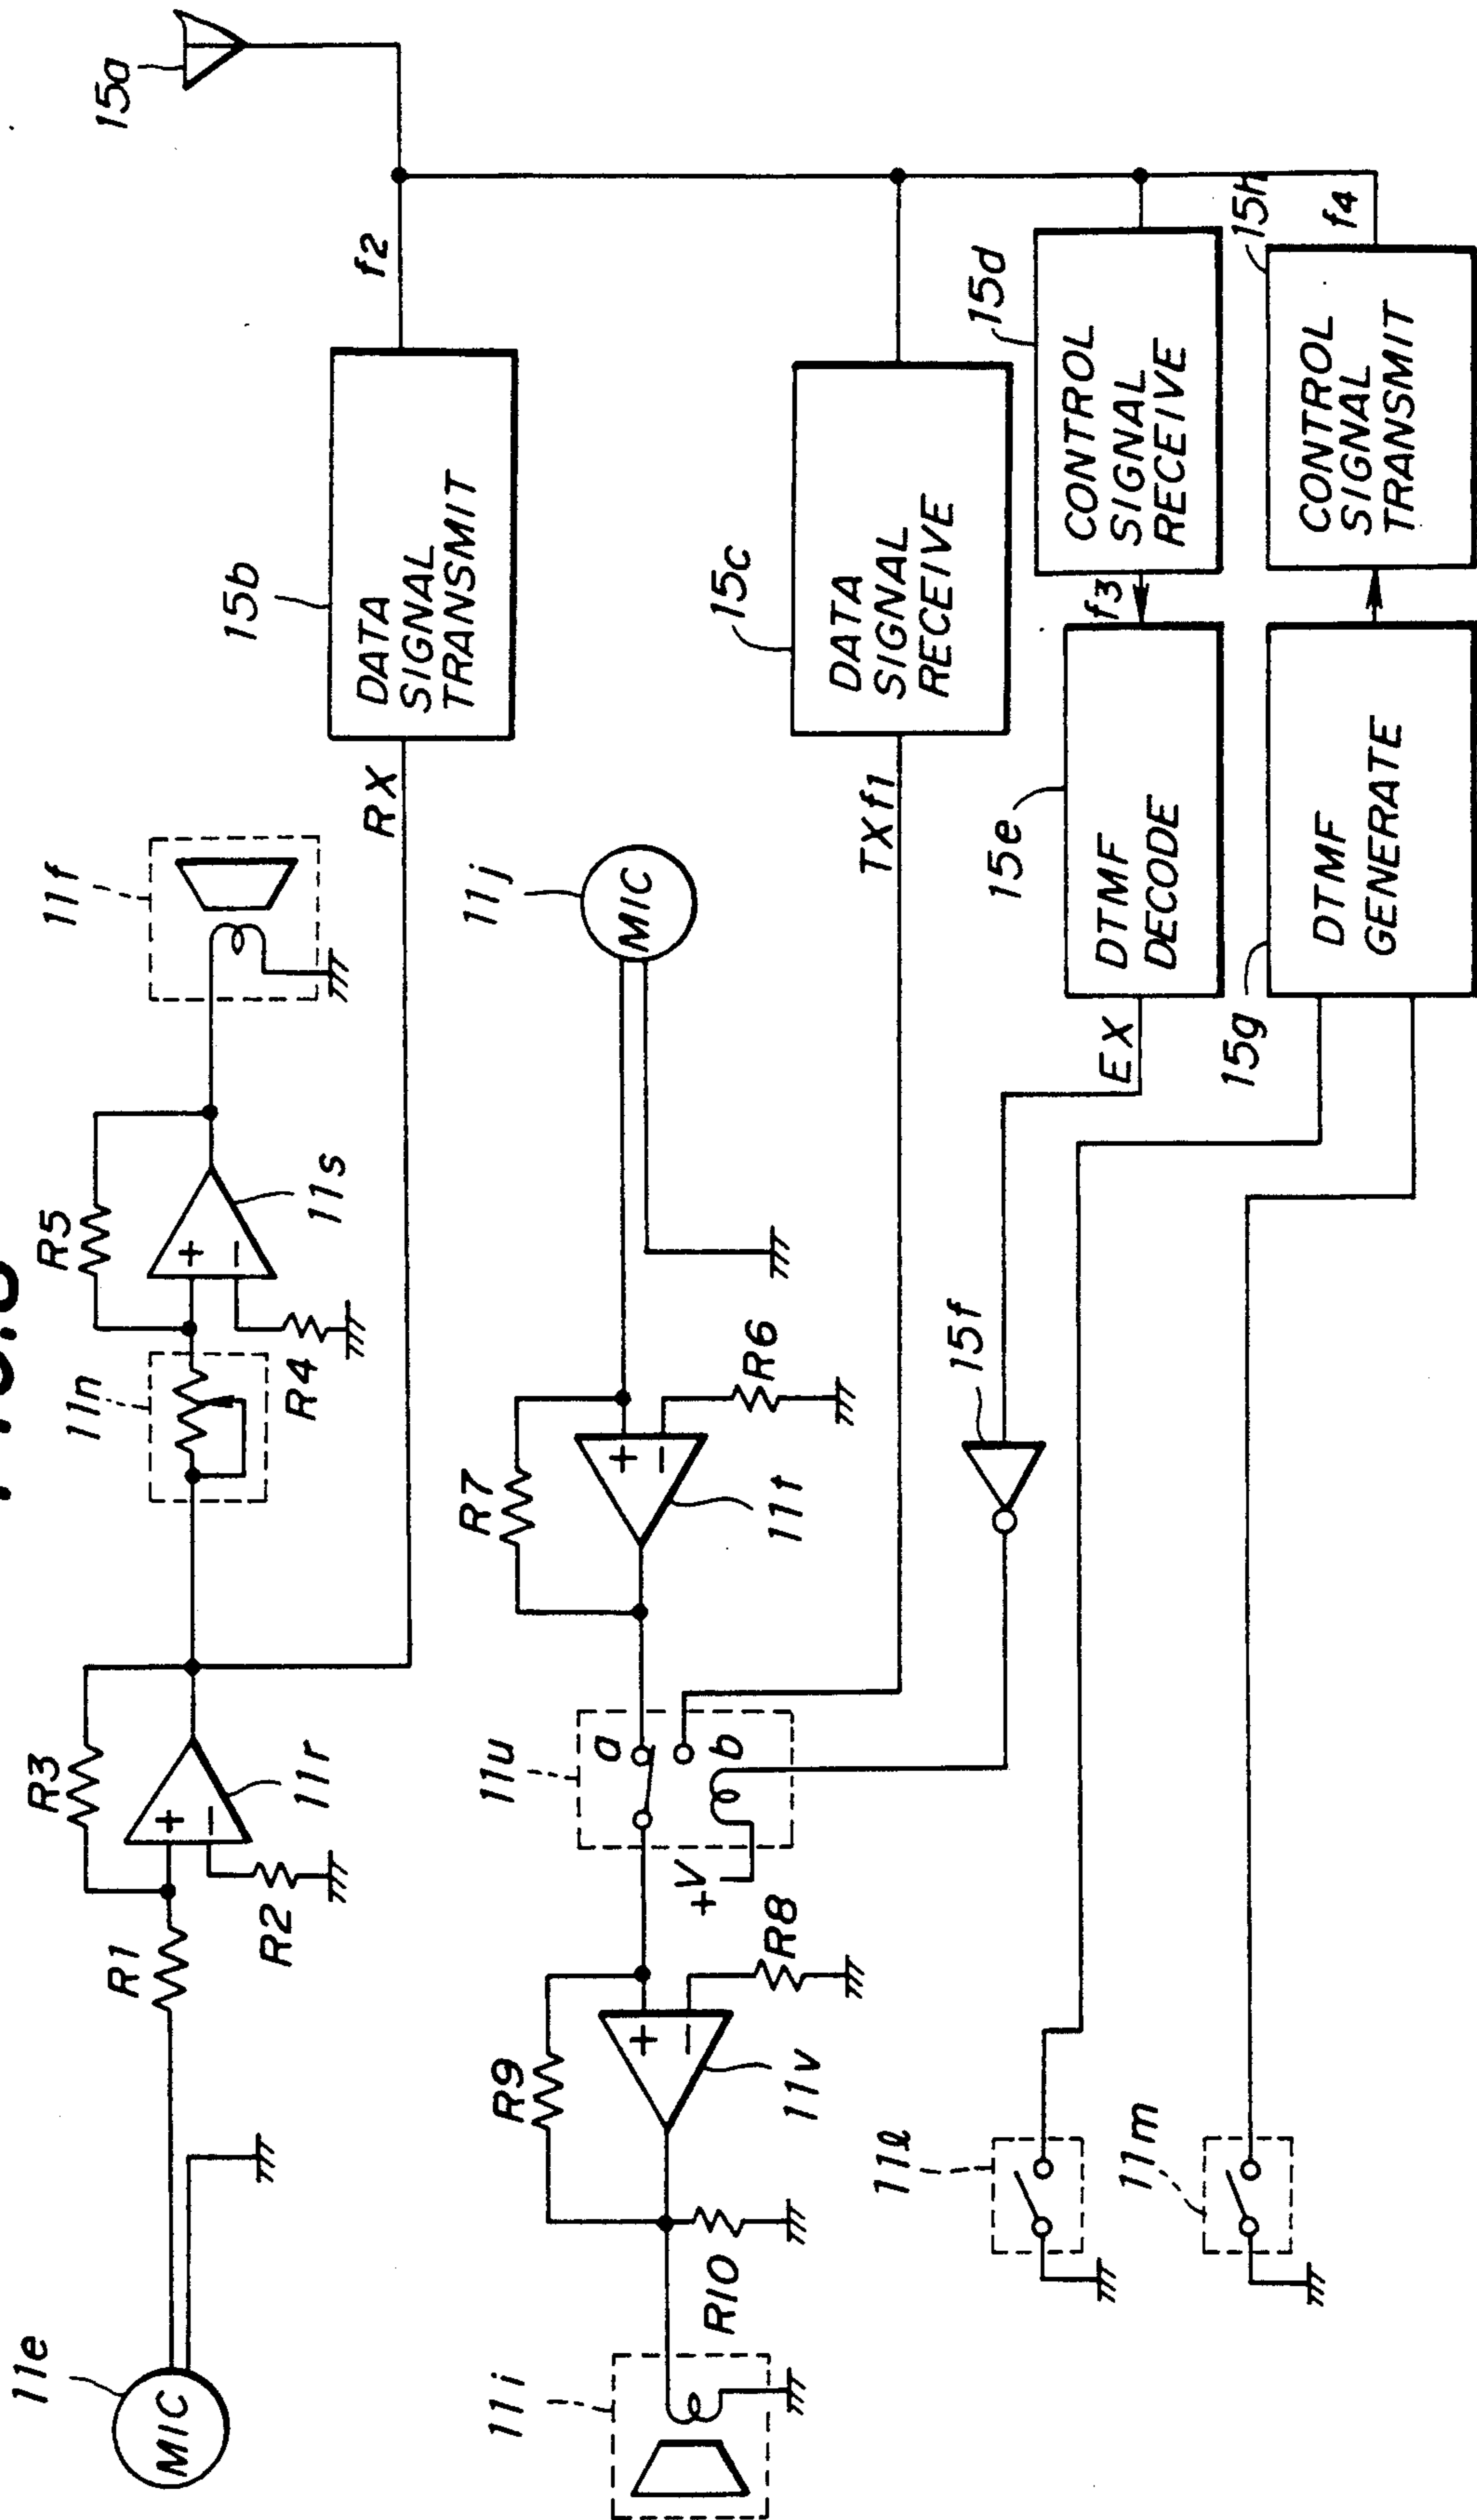 11e
MIC
R1
R2
R3
11r
11n
R4
R5
11s
11f
RX
15b
DATA
SIGNAL
TRANSMIT
f2
15a
11i
R10
R9
11v
R8
+V
11u
a
b
R7
11t
R6
11j
MIC
TXf1
15c
DATA
SIGNAL
RECEIVE
15f
EX
15e
DTMF
DECODE
f3
15d
CONTROL
SIGNAL
RECEIVE
11l
11m
15g
DTMF
GENERATE
15h
CONTROL
SIGNAL
TRANSMIT
f4